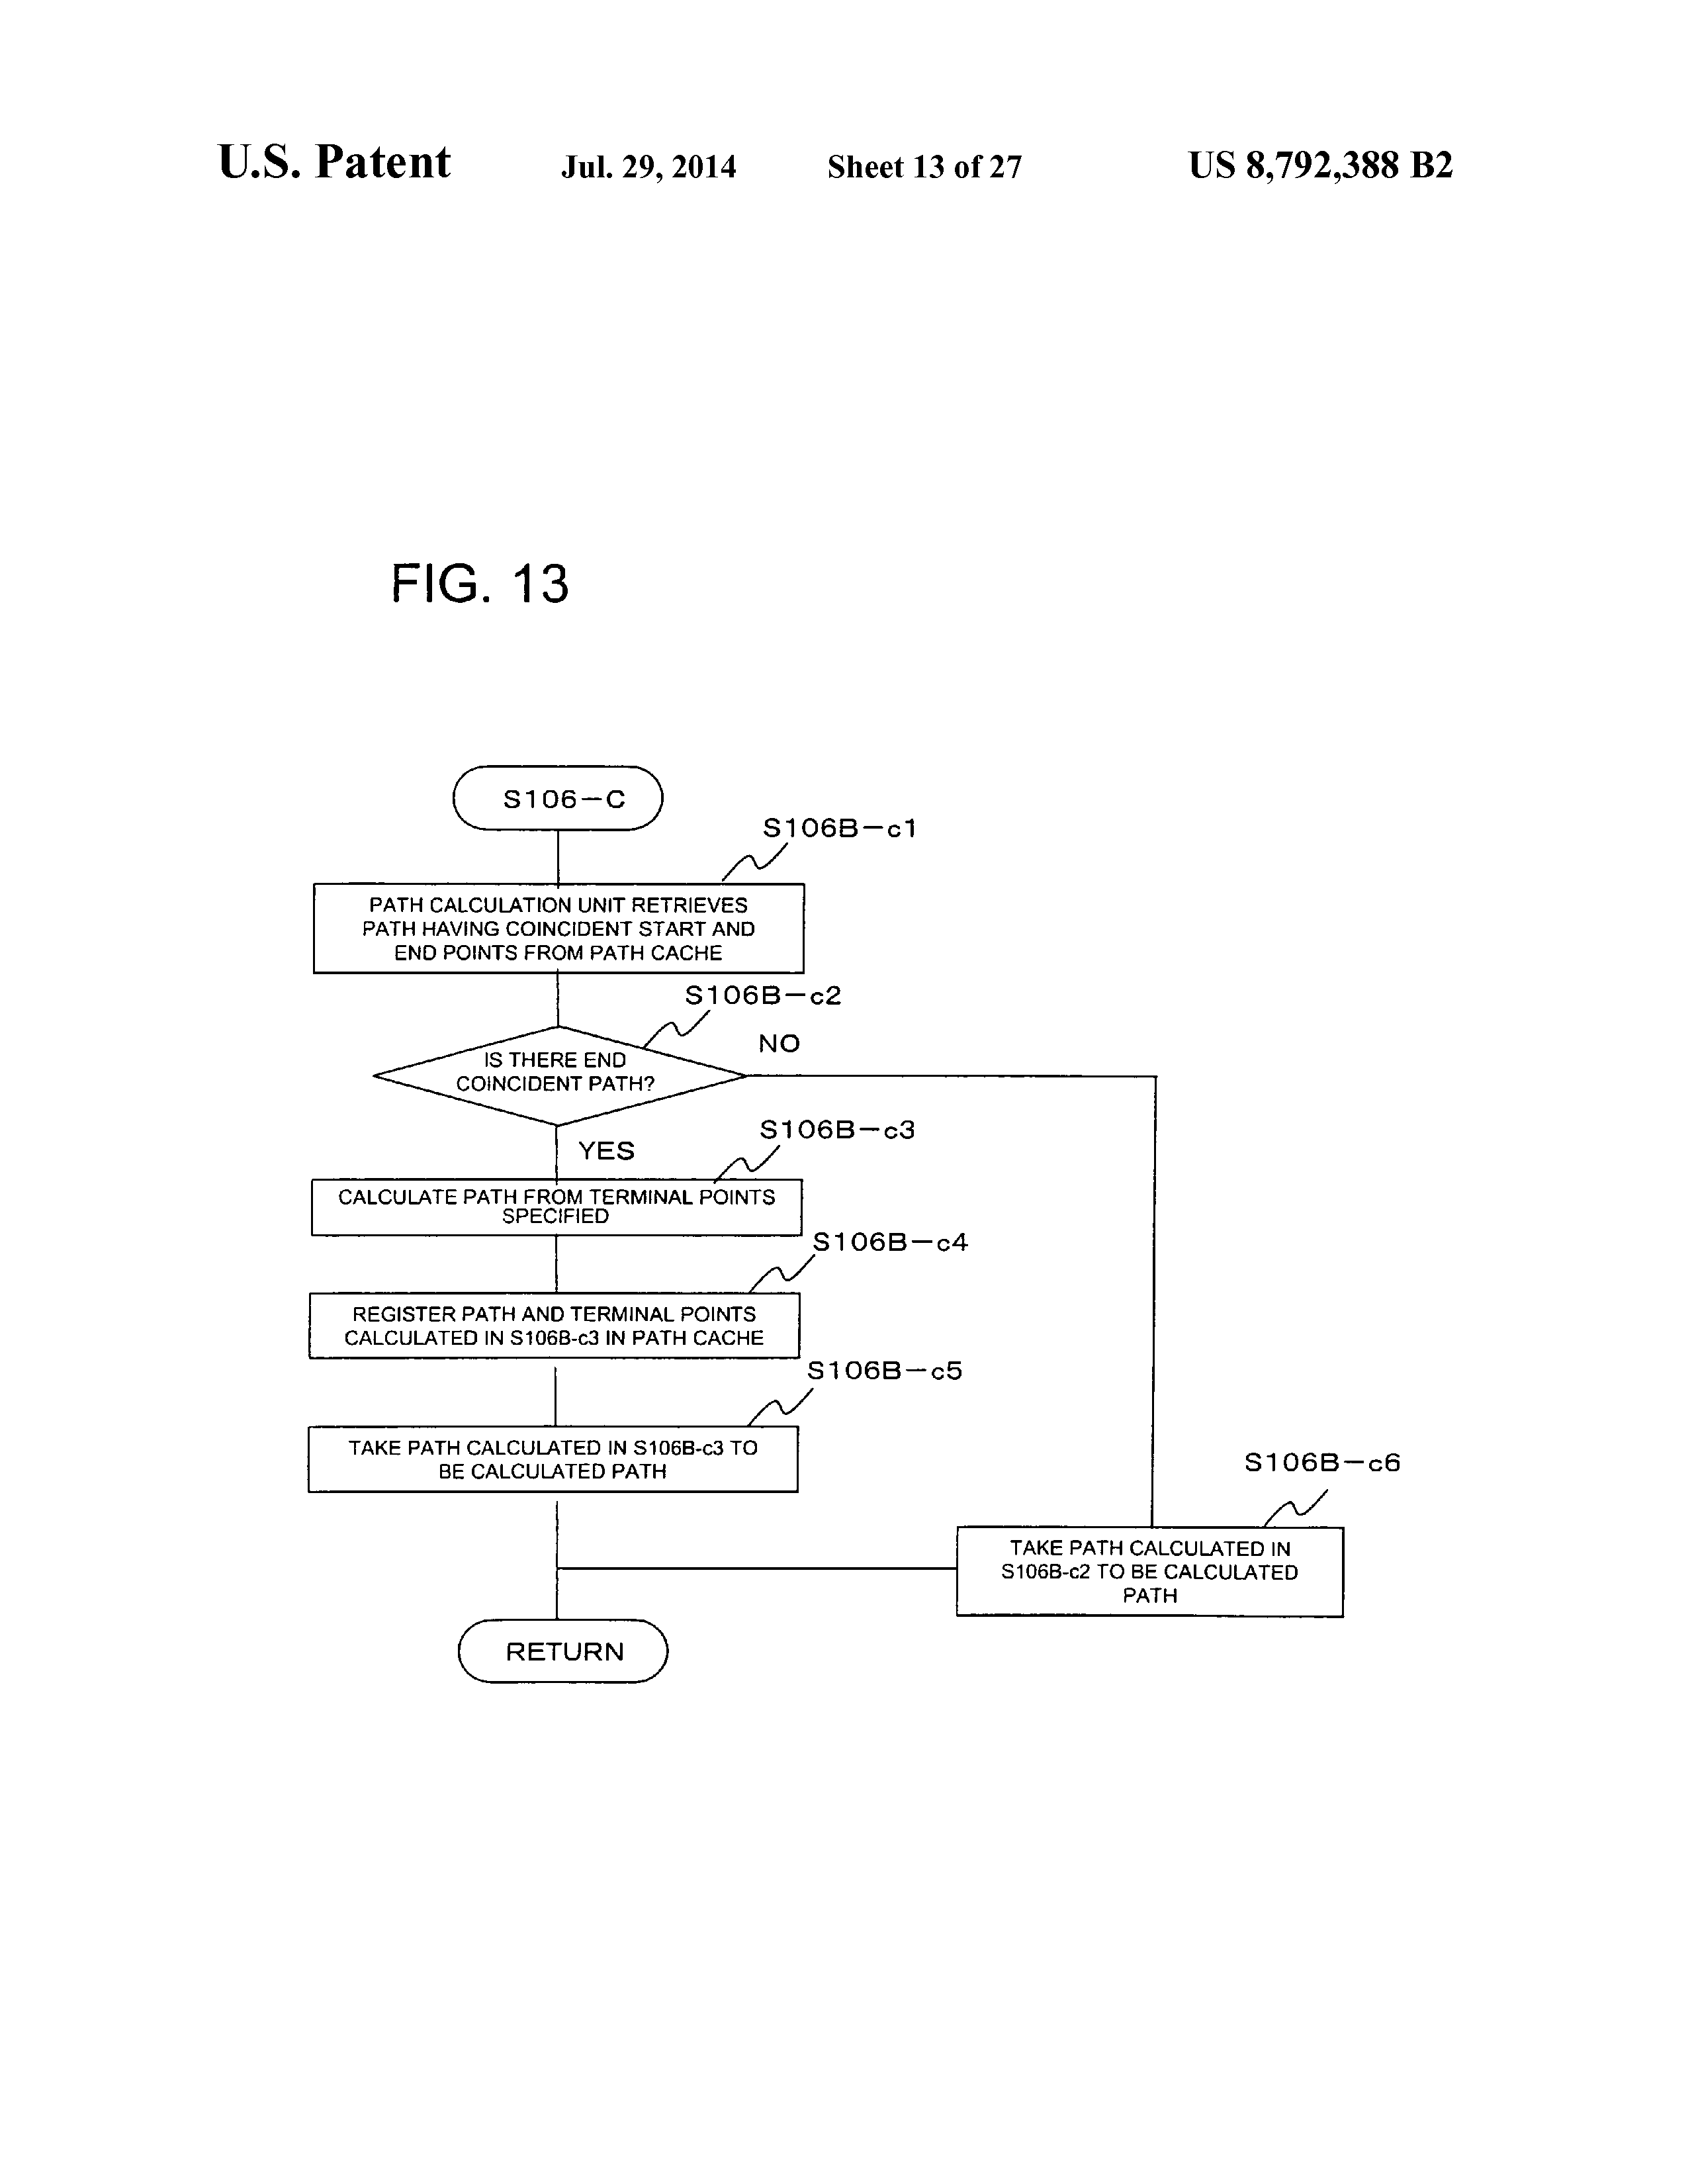 U.S. Patent Jul. 29, 2014 Sheet 13 of 27 US 8,792,388 B2
FIG. 13
S106-C
S106B-c1
PATH CALCULATION UNIT RETRIEVES
PATH HAVING COINCIDENT START AND
END POINTS FROM PATH CACHE
S106B-c2
NO
IS THERE END
COINCIDENT PATH?
S106B-c3
YES
CALCULATE PATH FROM TERMINAL POINTS
SPECIFIED
S106B-c4
REGISTER PATH AND TERMINAL POINTS
CALCULATED IN S106B-c3 IN PATH CACHE
S106B-c5
TAKE PATH CALCULATED IN S106B-c3 TO
BE CALCULATED PATH
S106B-c6
TAKE PATH CALCULATED IN
S106B-c2 TO BE CALCULATED
PATH
RETURN